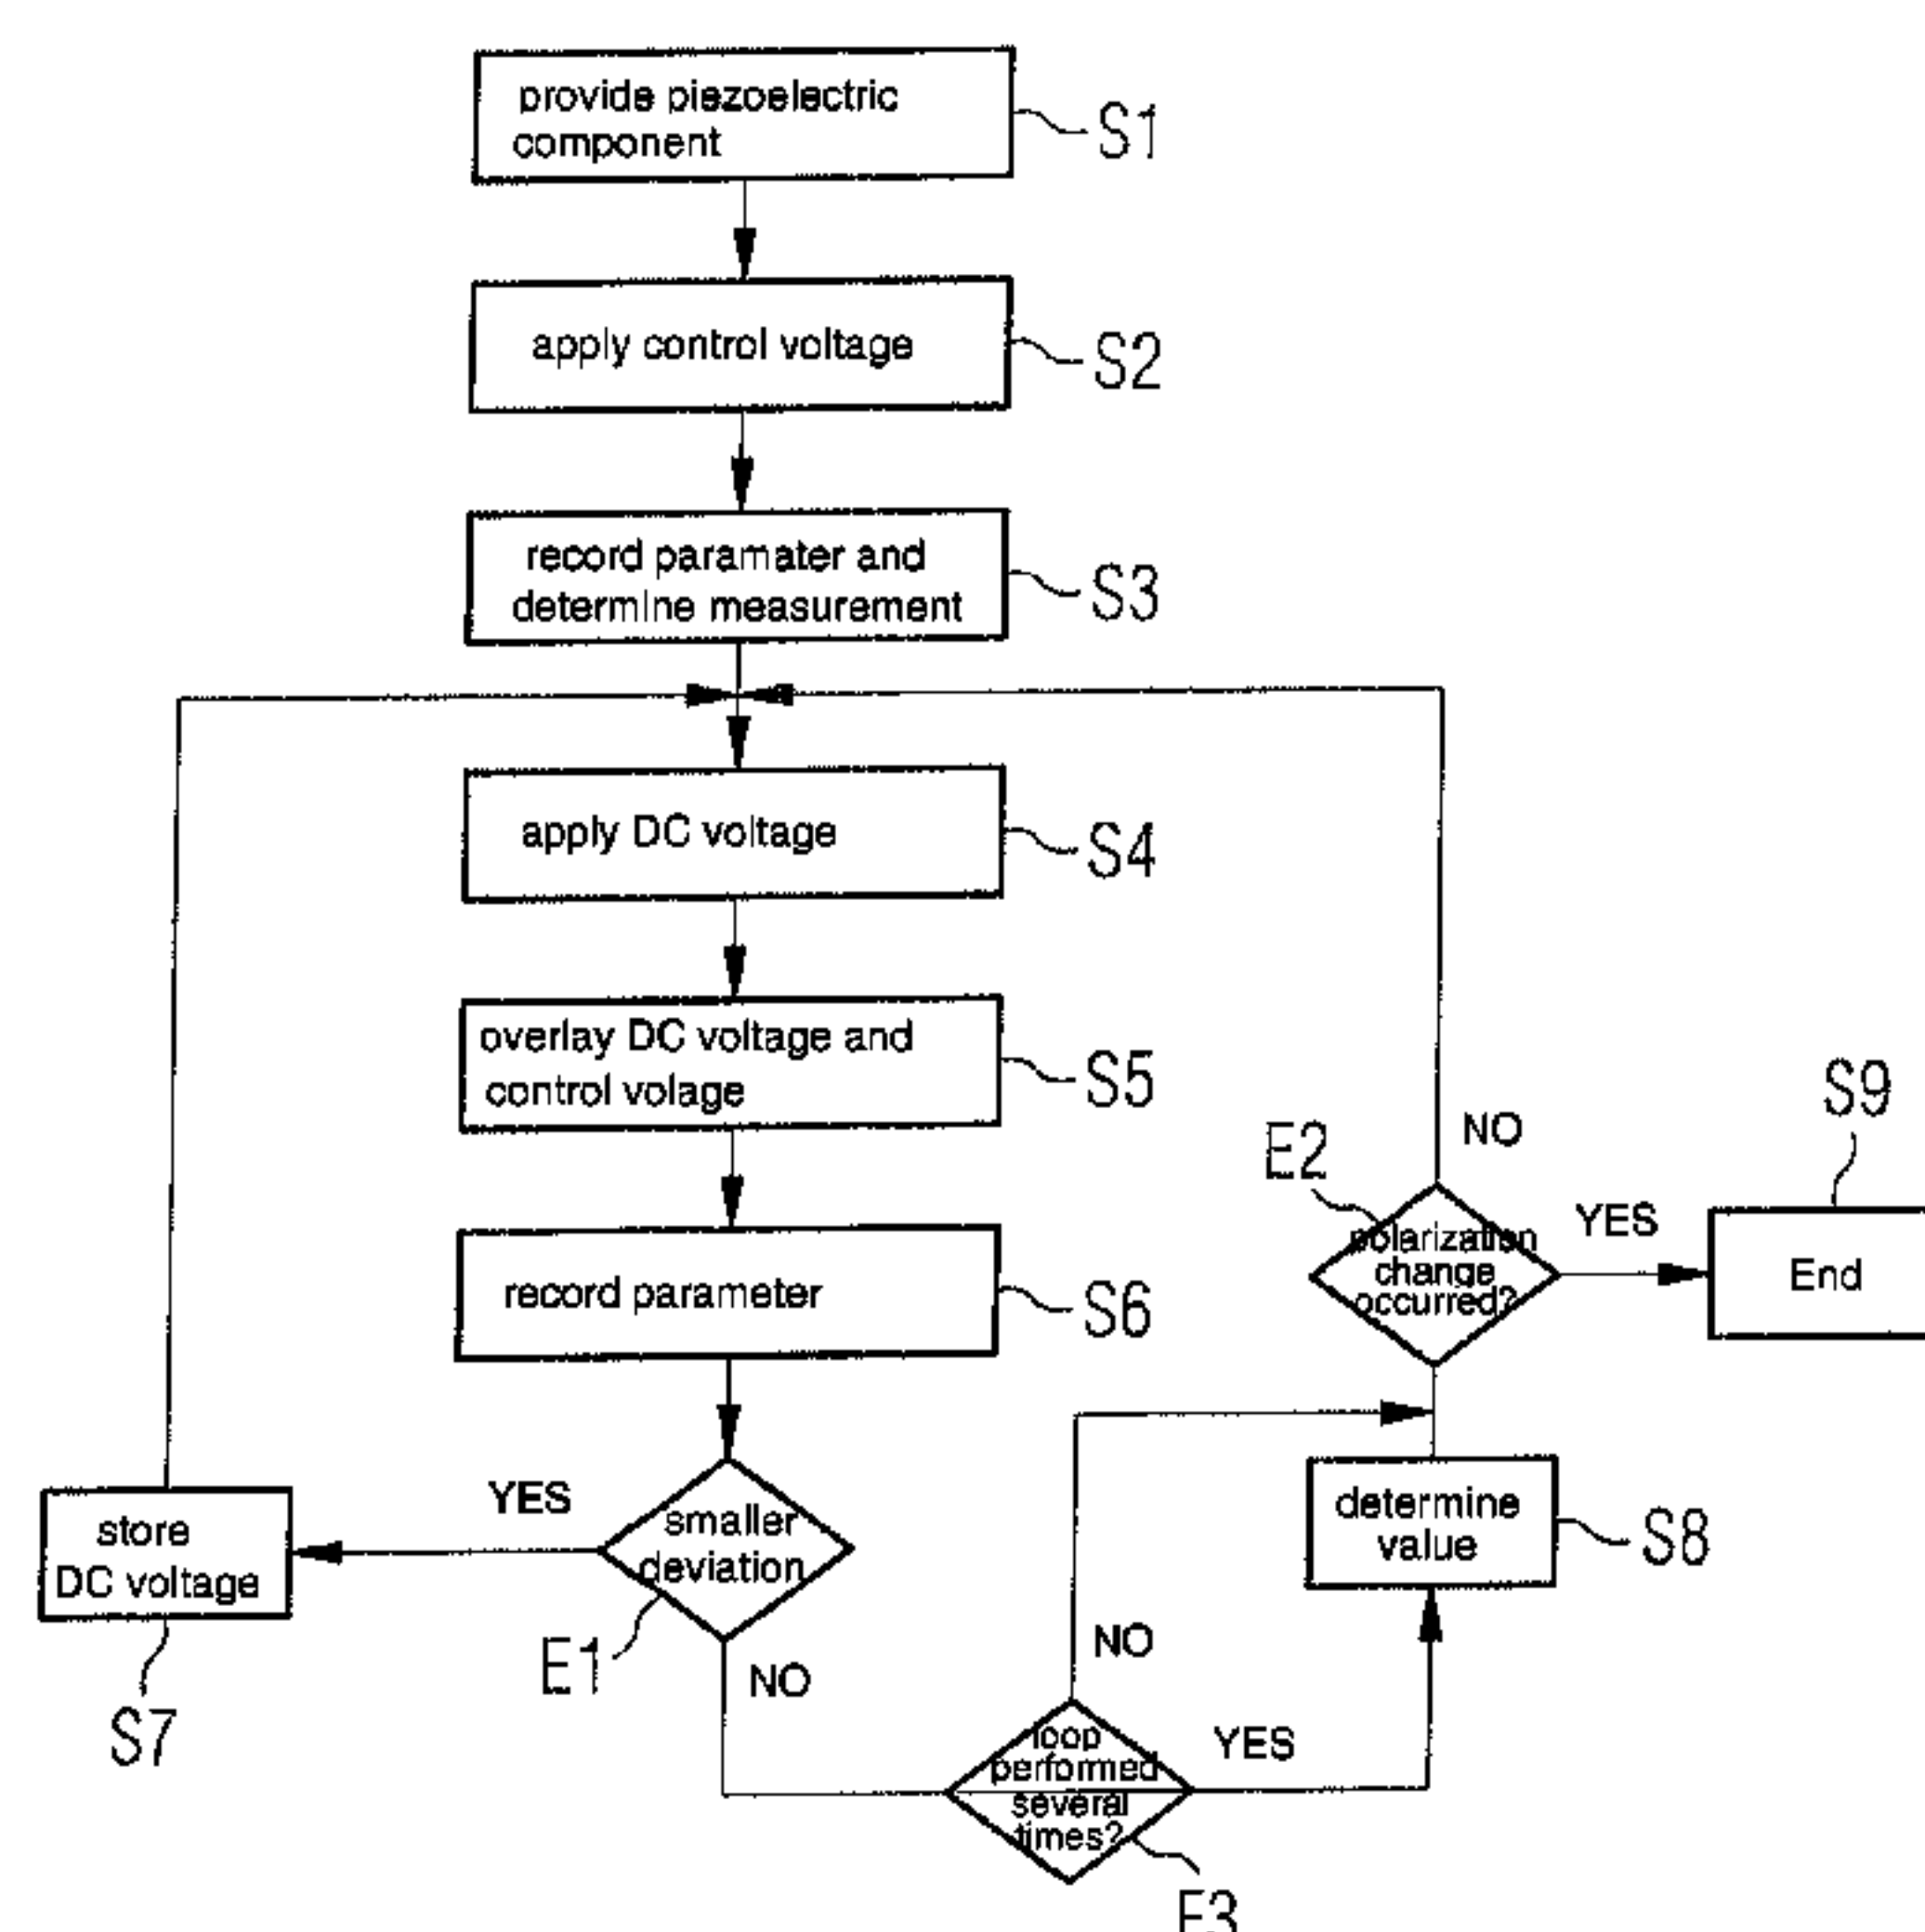 provide piezoelectric
component
S1
apply control voltage
S2
record paramater and
determine measurement
S3
apply DC voltage
S4
overlay DC voltage and
control volage
S5
record parameter
S6
smaller
deviation
E1
YES
NO
store
DC voltage
S7
loop
performed
several
times?
E3
NO
YES
determine
value
S8
polarization
change
occurred?
E2
NO
YES
End
S9